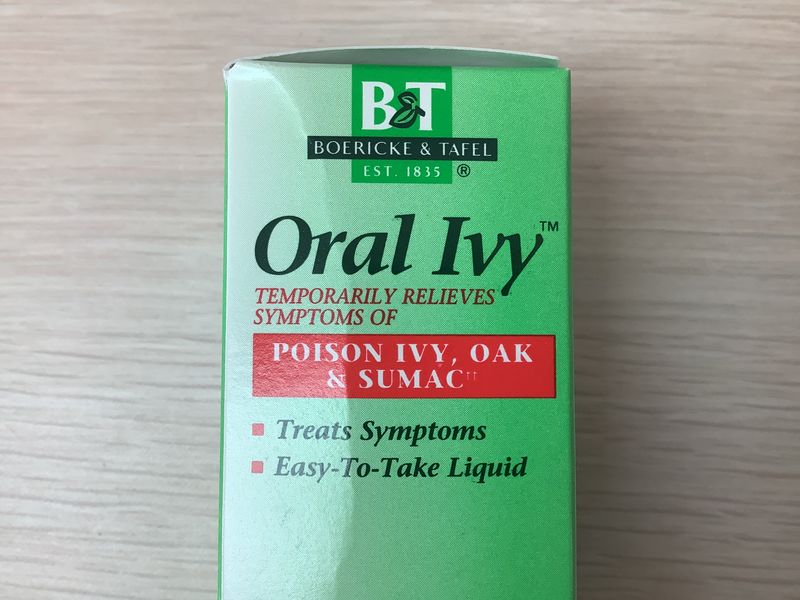 B&T
BOERICKE & TAFEL
EST. 1835 ®
Oral Ivy™
TEMPORARILY RELIEVES
SYMPTOMS OF
POISON IVY, OAK
& SUMAC††
Treats Symptoms
Easy-To-Take Liquid